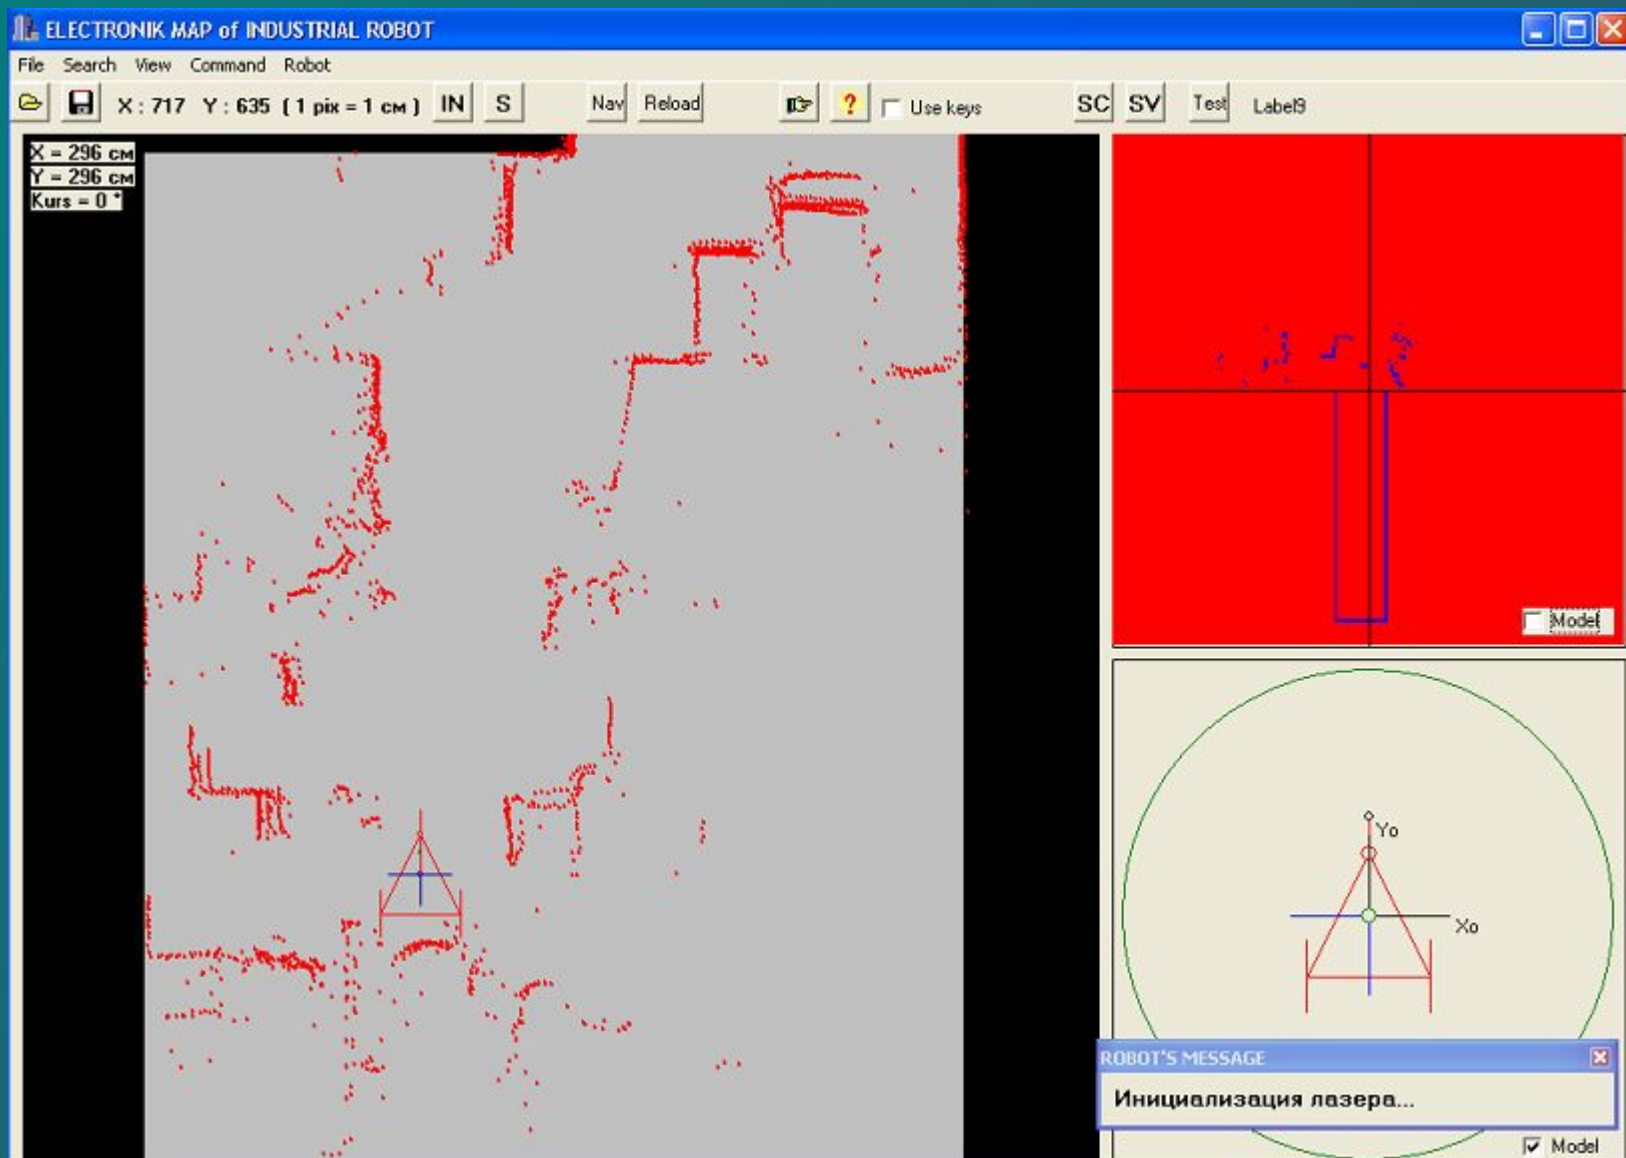 ELECTRONIK MAP of INDUSTRIAL ROBOT
File Search View Command Robot
X : 717 Y : 635 ( 1 pix = 1 см ) IN S Nav Reload ? Use keys SC SV Test Label9
X = 296 см
Y = 296 см
Kurs = 0 °
Model
Yo
Xo
ROBOT'S MESSAGE
Инициализация лазера...
Model